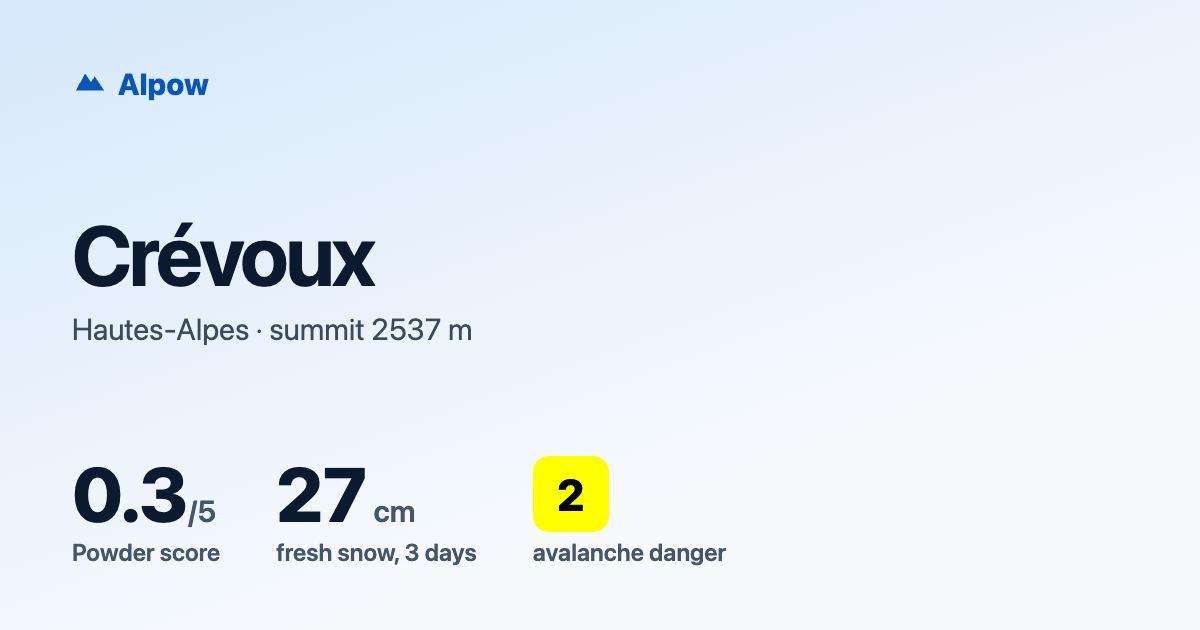 Alpow
Crévoux
Hautes-Alpes · summit 2537 m
0.3/5 27 cm 2
Powder score fresh snow, 3 days avalanche danger